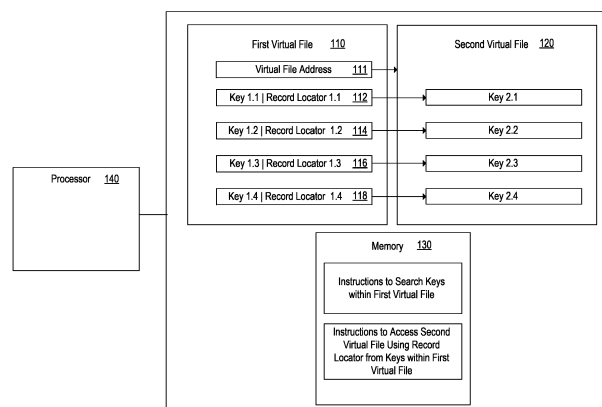 First Virtual File 110
Second Virtual File 120
Virtual File Address 111
Key 1.1 | Record Locator 1.1 112
Key 2.1
Key 1.2 | Record Locator 1.2 114
Key 2.2
Key 1.3 | Record Locator 1.3 116
Key 2.3
Key 1.4 | Record Locator 1.4 118
Key 2.4
Processor 140
Memory 130
Instructions to Search Keys
within First Virtual File
Instructions to Access Second
Virtual File Using Record
Locator from Keys within First
Virtual File